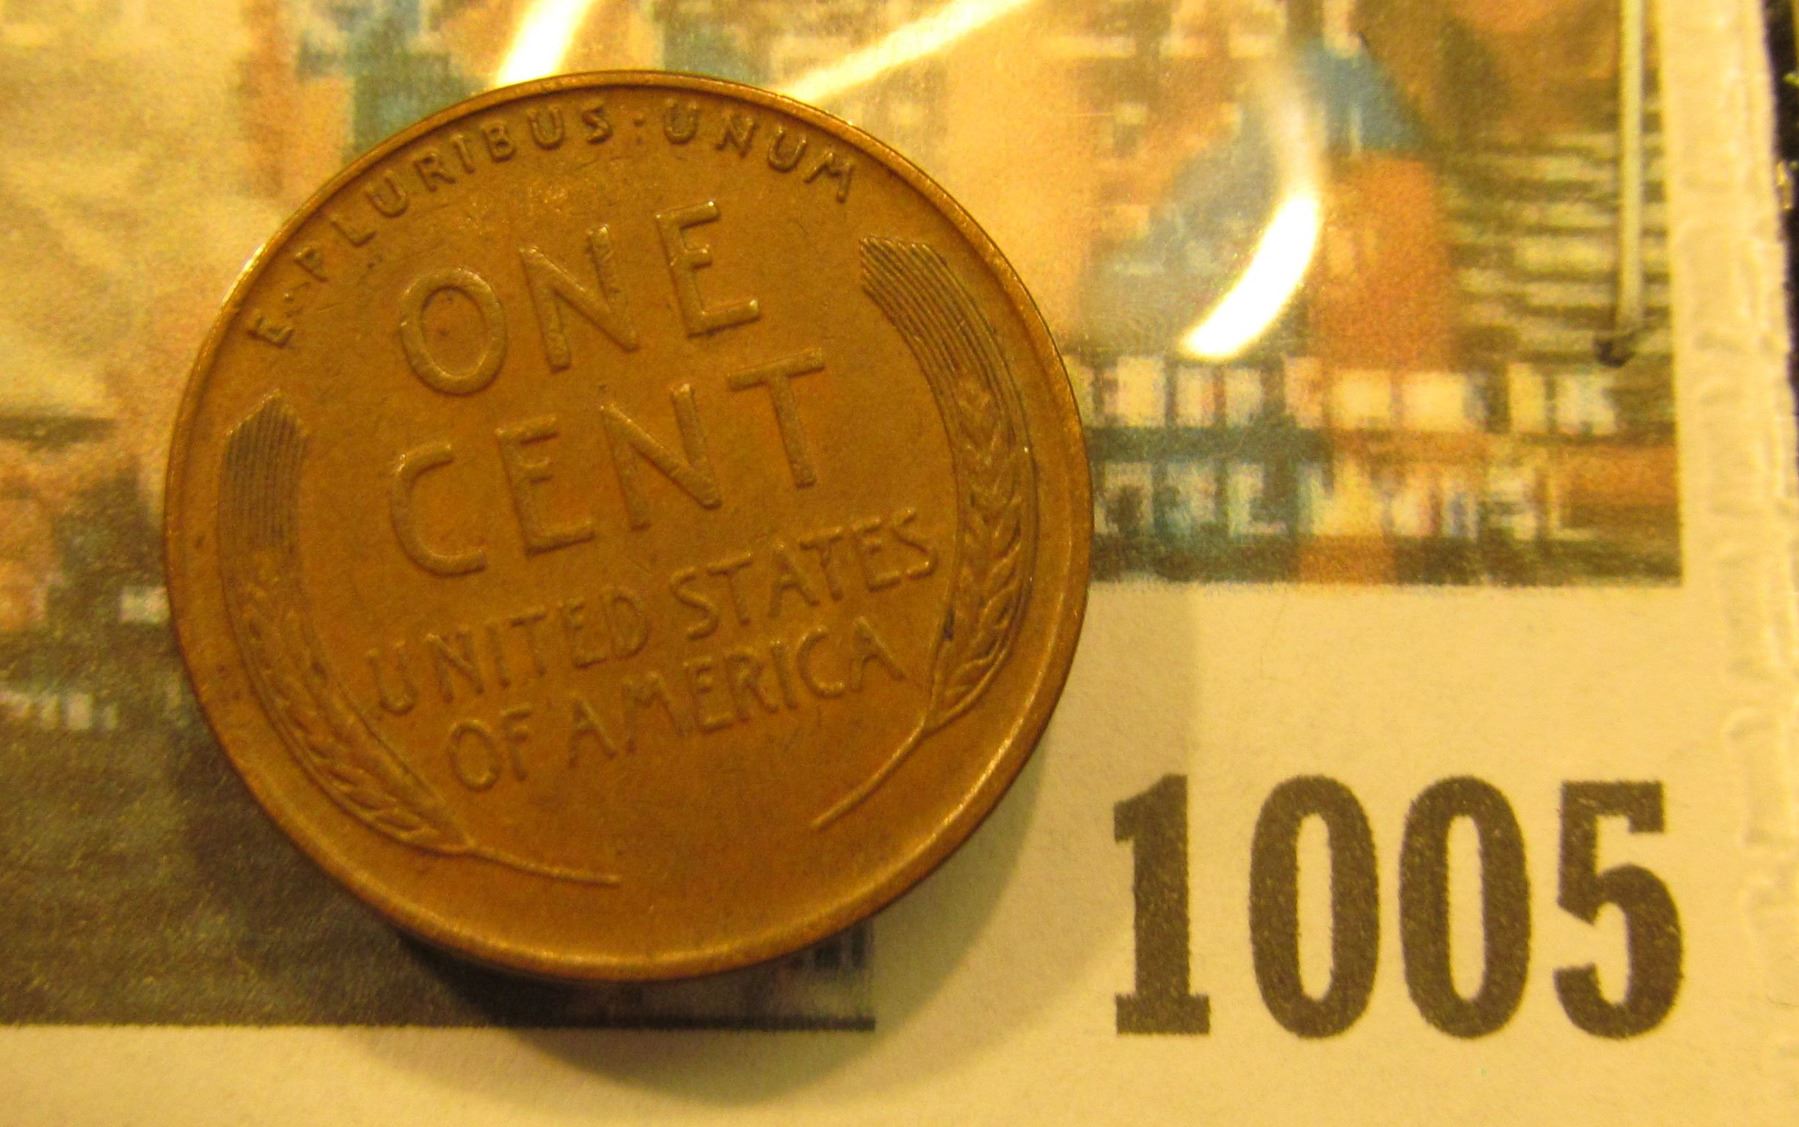 E·PLURIBUS·UNUM
ONE
CENT
UNITED STATES
OF AMERICA
1005